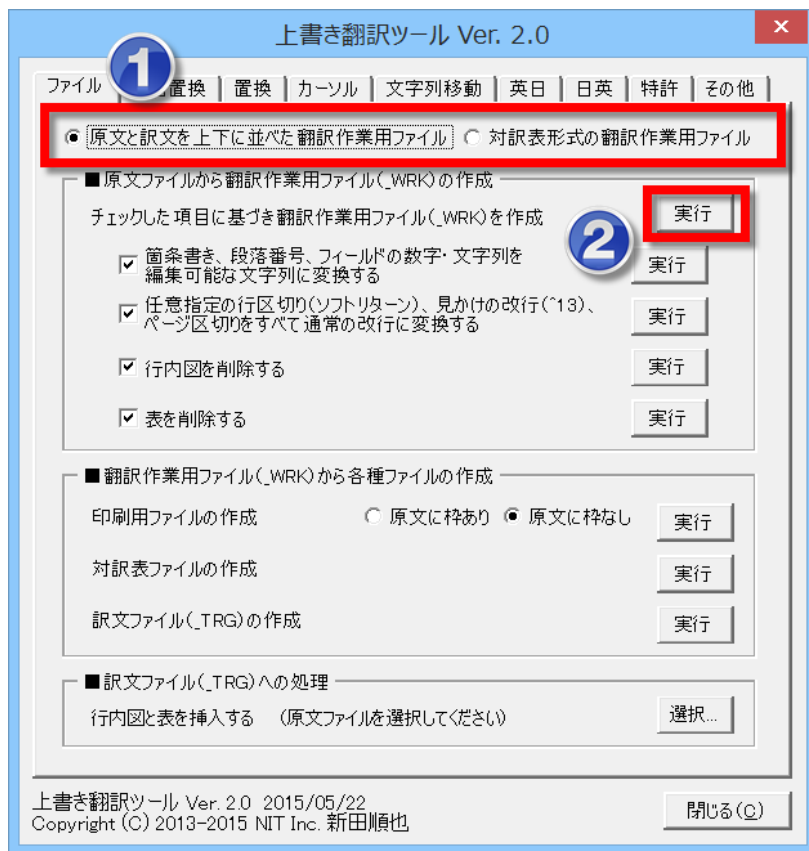 上書き翻訳ツール Ver. 2.0
×
1
ファイル 置換 置換 カーソル 文字列移動 英日 日英 特許 その他
原文と訳文を上下に並べた翻訳作業用ファイル 対訳表形式の翻訳作業用ファイル
■原文ファイルから翻訳作業用ファイル(_WRK)の作成
チェックした項目に基づき翻訳作業用ファイル(_WRK)を作成 実行
2
箇条書き、段落番号、フィールドの数字・文字列を
編集可能な文字列に変換する 実行
任意指定の行区切り(ソフトリターン)、見かけの改行(^13)、
ページ区切りをすべて通常の改行に変換する 実行
行内図を削除する 実行
表を削除する 実行
■翻訳作業用ファイル(_WRK)から各種ファイルの作成
印刷用ファイルの作成 原文に枠あり 原文に枠なし 実行
対訳表ファイルの作成 実行
訳文ファイル(_TRG)の作成 実行
■訳文ファイル(_TRG)への処理
行内図と表を挿入する (原文ファイルを選択してください) 選択...
上書き翻訳ツール Ver. 2.0 2015/05/22
Copyright (C) 2013-2015 NIT Inc. 新田順也
閉じる(C)